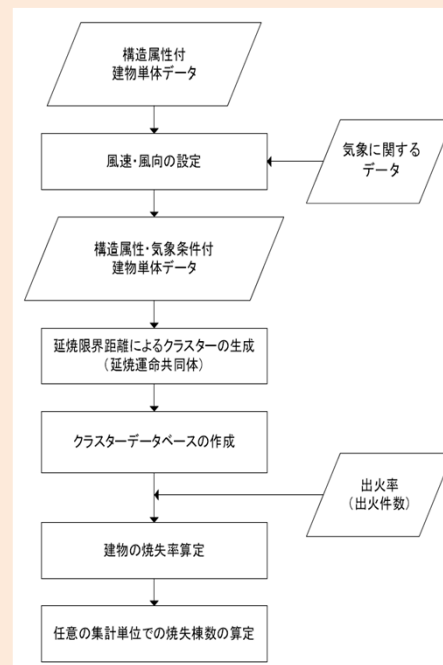 構造属性付
建物単体データ
風速・風向の設定
気象に関する
データ
構造属性・気象条件付
建物単体データ
延焼限界距離によるクラスターの生成
（延焼運命共同体）
クラスターデータベースの作成
出火率
（出火件数）
建物の焼失率算定
任意の集計単位での焼失棟数の算定